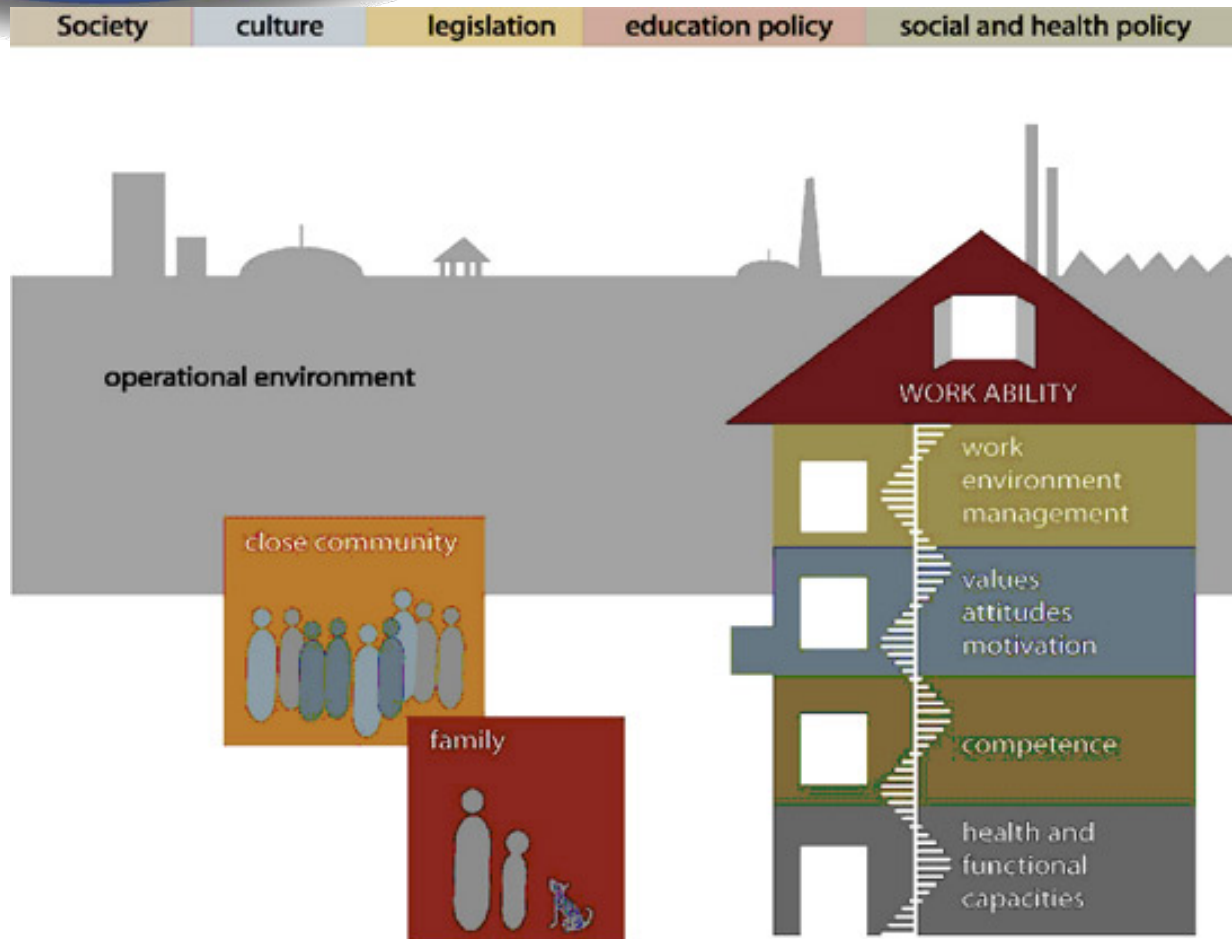 Society culture legislation education policy social and health policy
operational environment
WORK ABILITY
work
environment
management
close community
values
attitudes
motivation
family
competence
health and
functional
capacities